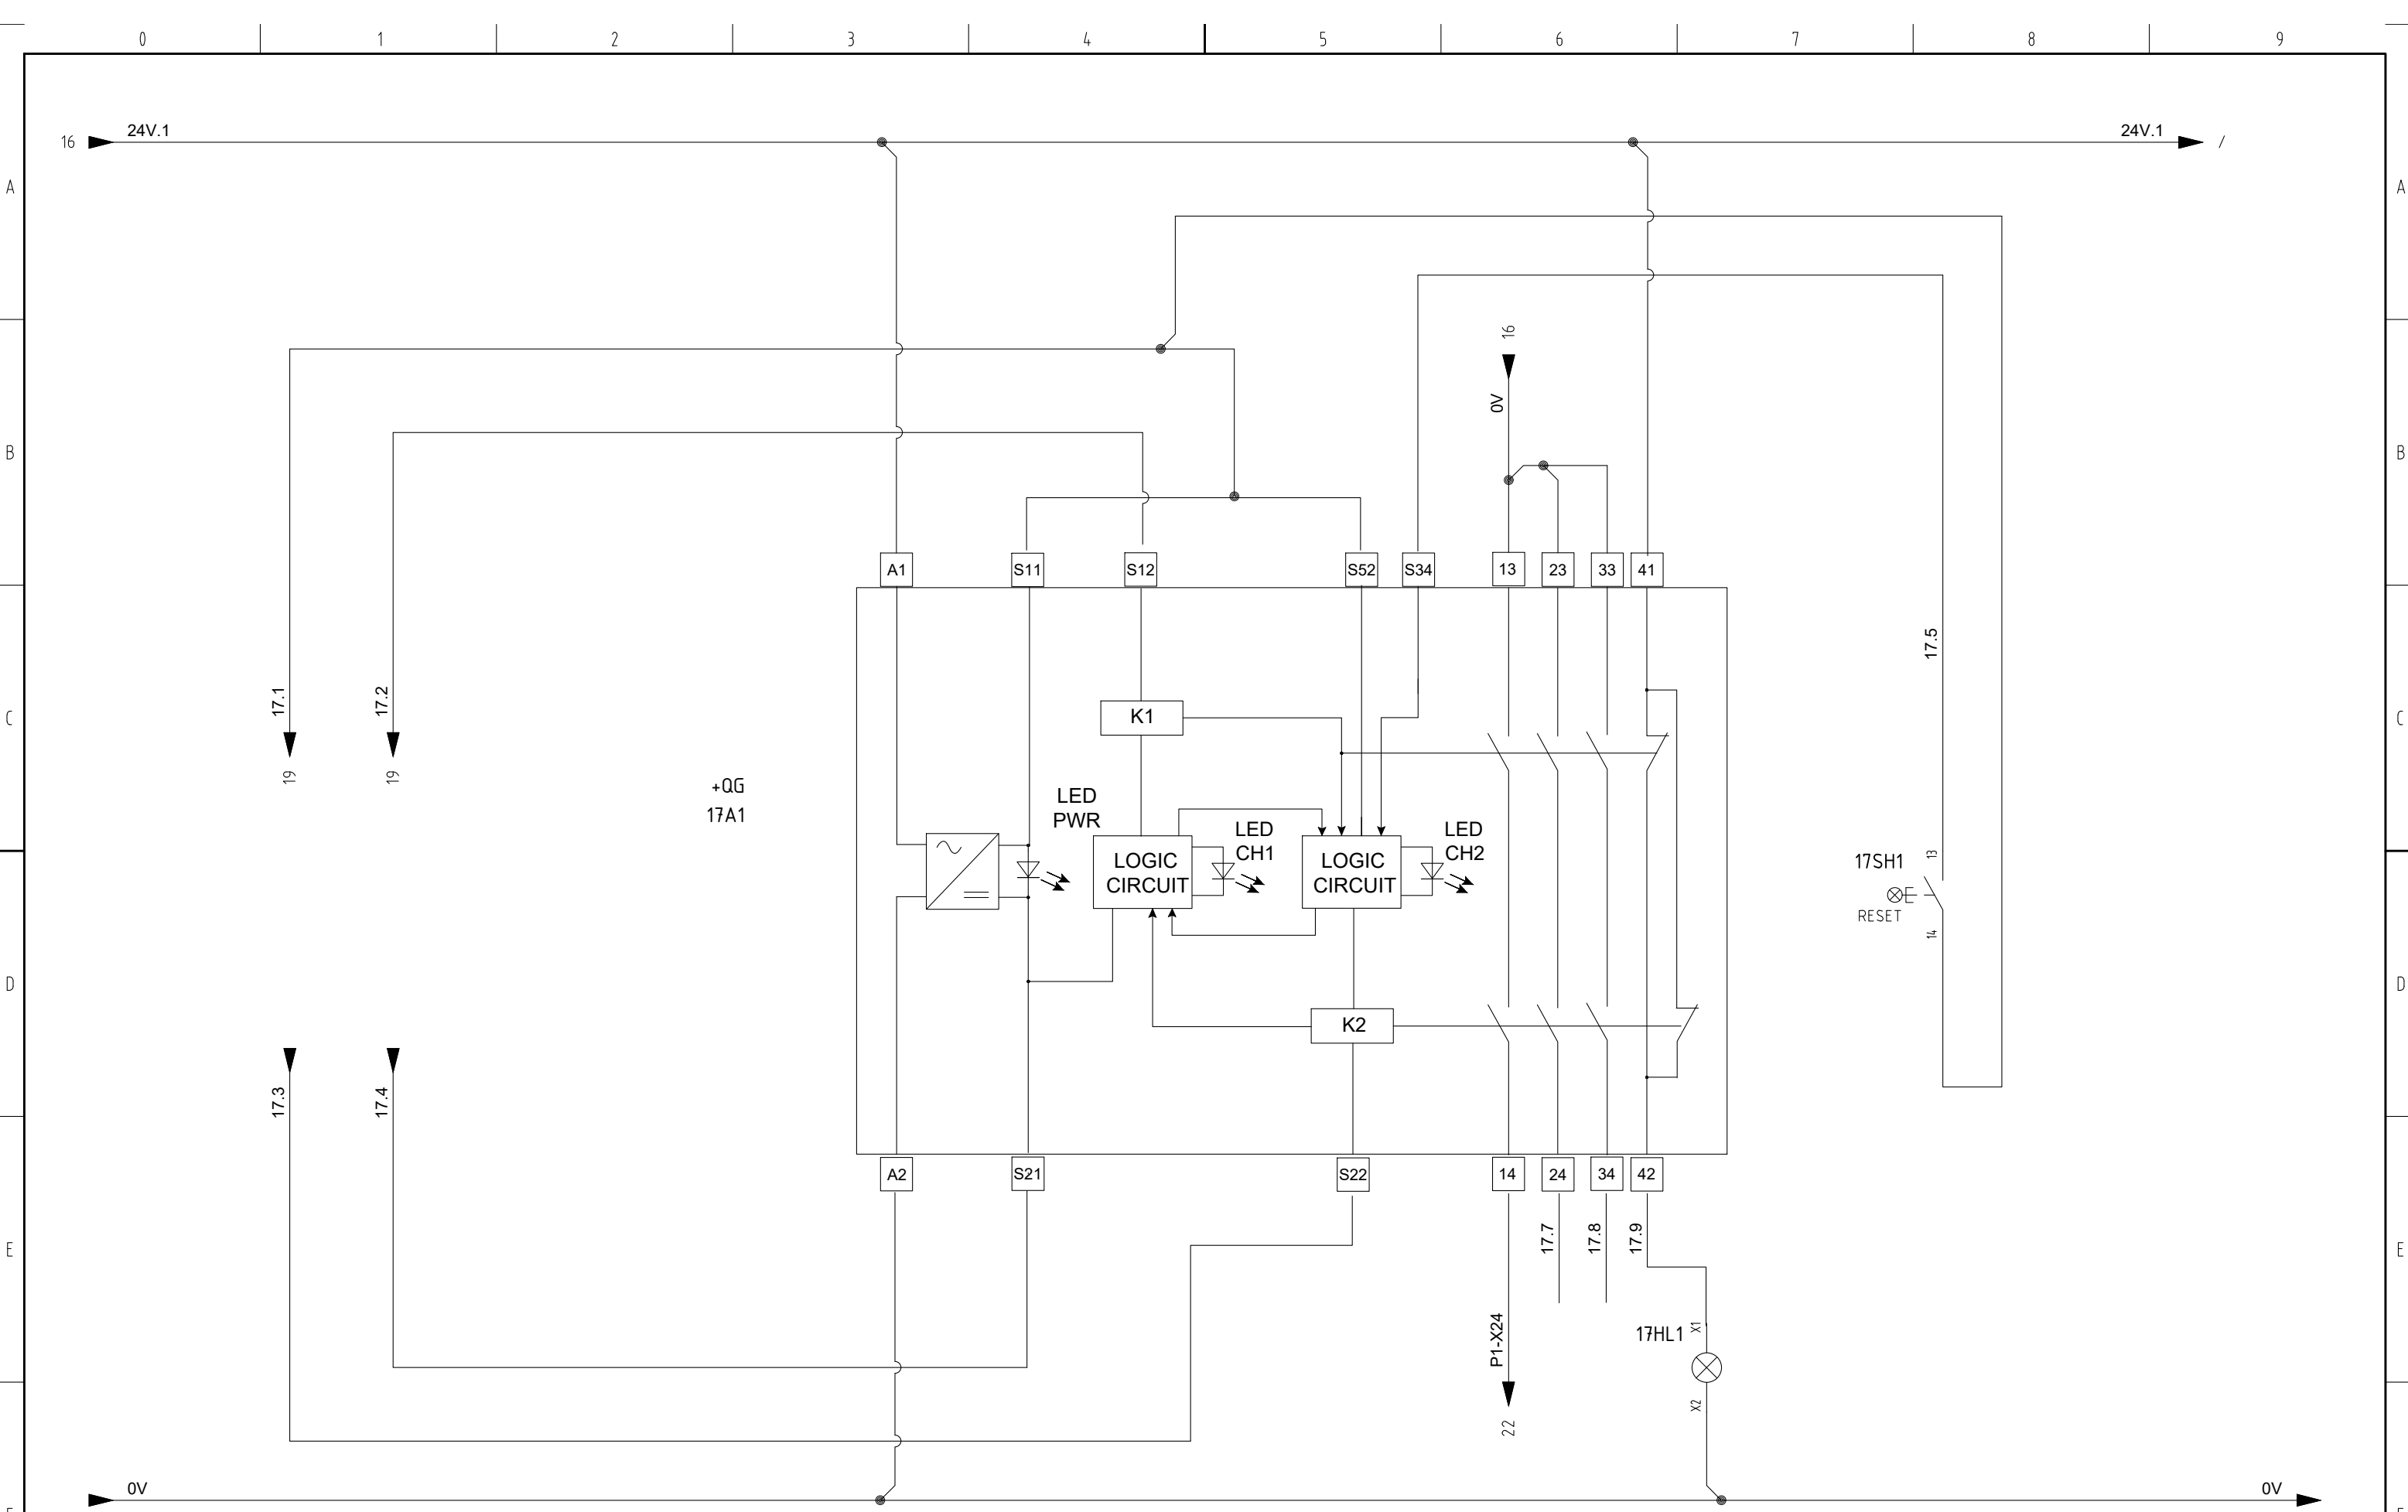 0 1 2 3 4 5 6 7 8 9
16 24V.1 24V.1 /
A A
16
0V
B B
A1 S11 S12 S52 S34 13 23 33 41
17.5
17.1 17.2
C K1 C
19 19
+QG
17A1
LED
PWR
LED
CH1
LED
CH2
LOGIC
CIRCUIT
LOGIC
CIRCUIT
13
17SH1
RESET
14
D D
K2
17.3 17.4
A2 S21 S22 14 24 34 42
E 17.7 17.8 17.9 E
P1-X24
17HL1 X1
X2
22
0V 0V